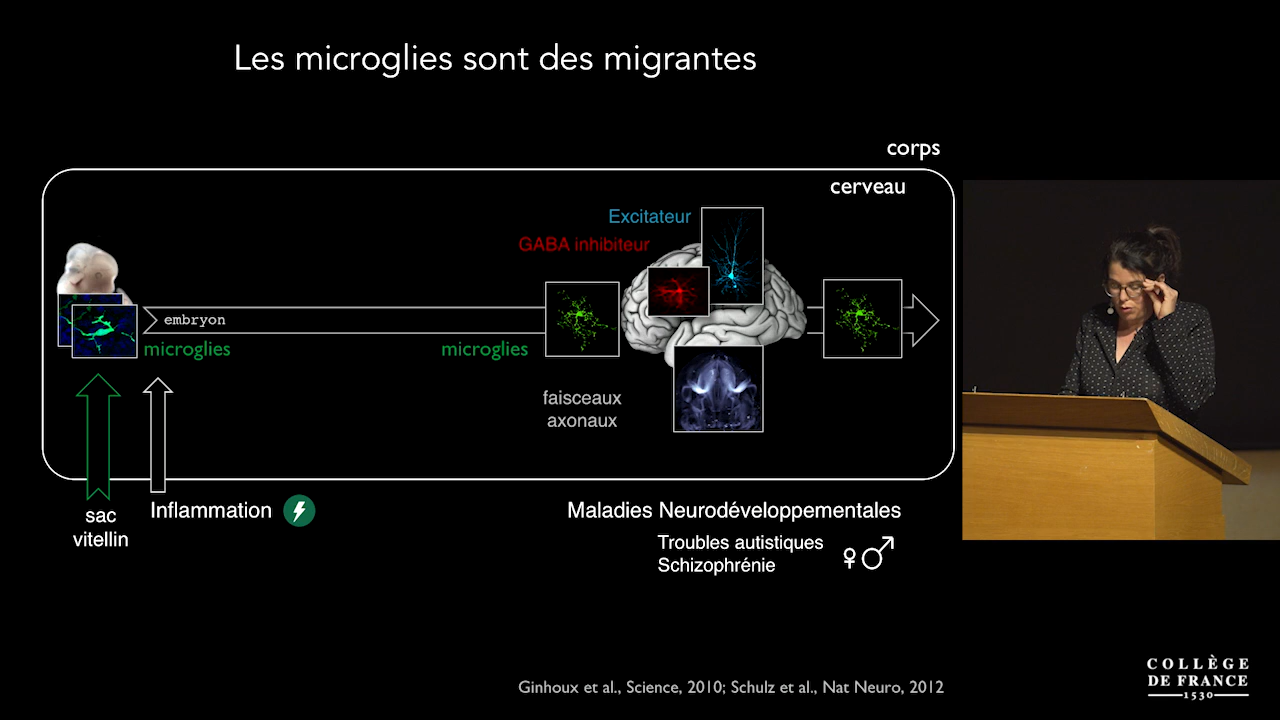 Les microglies sont des migrantes
corps
cerveau
Excitateur
GABA inhibiteur
embryon
microglies
microglies
faisceaux
axonaux
sac
vitellin
Inflammation
Maladies Neurodéveloppementales
Troubles autistiques
Schizophrénie
Ginhoux et al., Science, 2010; Schulz et al., Nat Neuro, 2012
COLLÈGE
DE FRANCE
1530